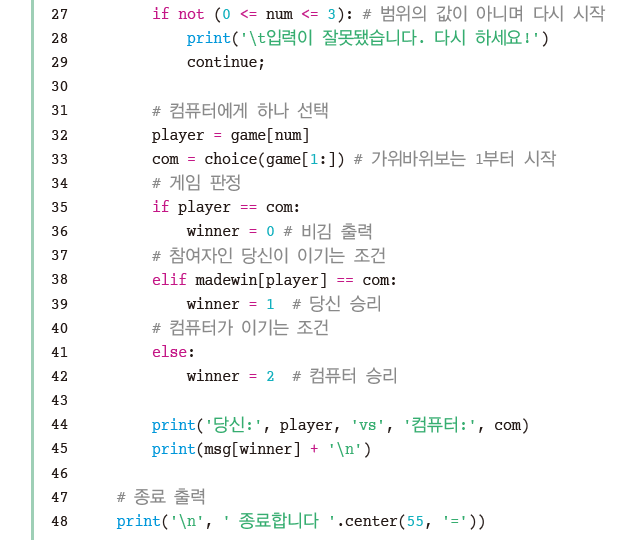 27 if not (0 <= num <= 3): # 범위의 값이 아니며 다시 시작
28 print('\t입력이 잘못됐습니다. 다시 하세요!')
29 continue;
30
31 # 컴퓨터에게 하나 선택
32 player = game[num]
33 com = choice(game[1:]) # 가위바위보는 1부터 시작
34 # 게임 판정
35 if player == com:
36 winner = 0 # 비김 출력
37 # 참여자인 당신이 이기는 조건
38 elif madewin[player] == com:
39 winner = 1 # 당신 승리
40 # 컴퓨터가 이기는 조건
41 else:
42 winner = 2 # 컴퓨터 승리
43
44 print('당신:', player, 'vs', '컴퓨터:', com)
45 print(msg[winner] + '\n')
46
47 # 종료 출력
48 print('\n', ' 종료합니다 '.center(55, '='))